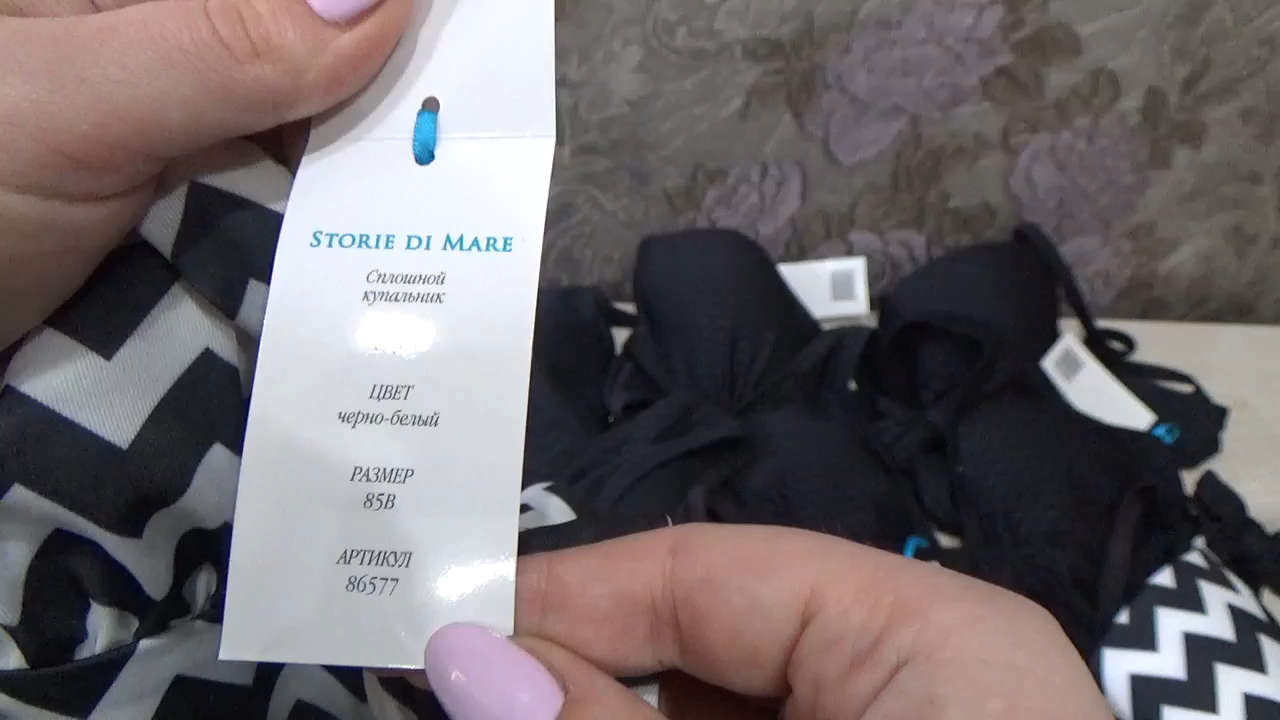 STORIE DI MARE
Сплошной
купальник
ЦВЕТ
черно-белый
РАЗМЕР
85B
АРТИКУЛ
86577